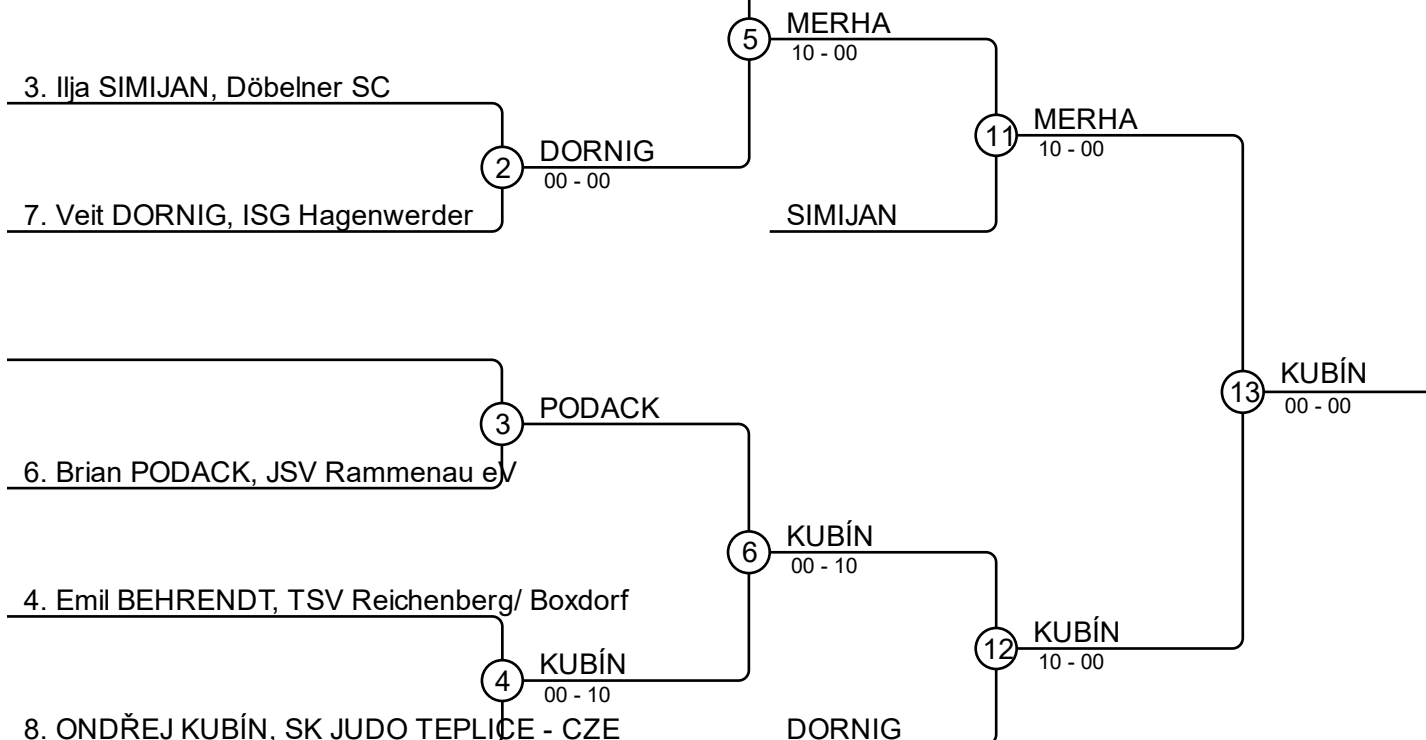 MERHA
5
10 - 00
3. Ilja SIMIJAN, Döbelner SC
MERHA
11
10 - 00
DORNIG
2
00 - 00
7. Veit DORNIG, ISG Hagenwerder
SIMIJAN
KUBÍN
13
00 - 00
PODACK
3
6. Brian PODACK, JSV Rammenau eV
KUBÍN
6
00 - 10
4. Emil BEHRENDT, TSV Reichenberg/ Boxdorf
KUBÍN
12
10 - 00
KUBÍN
4
00 - 10
8. ONDŘEJ KUBÍN, SK JUDO TEPLICE - CZE
DORNIG